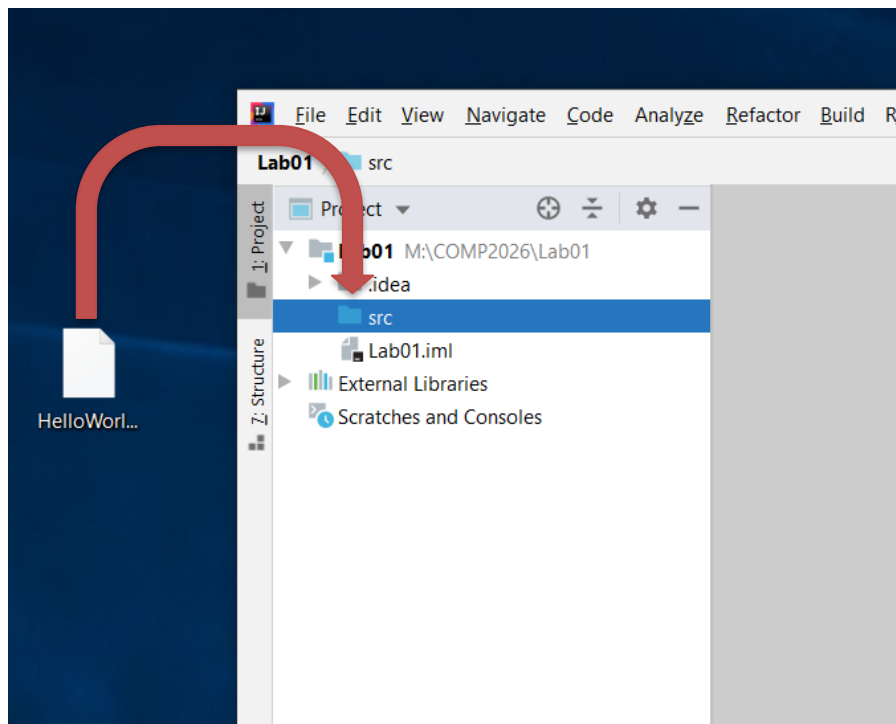 File Edit View Navigate Code Analyze Refactor Build R
Lab01 src
1: Project
Project
Lab01 M:\COMP2026\Lab01
.idea
src
Lab01.iml
External Libraries
Scratches and Consoles
7: Structure
HelloWorl...